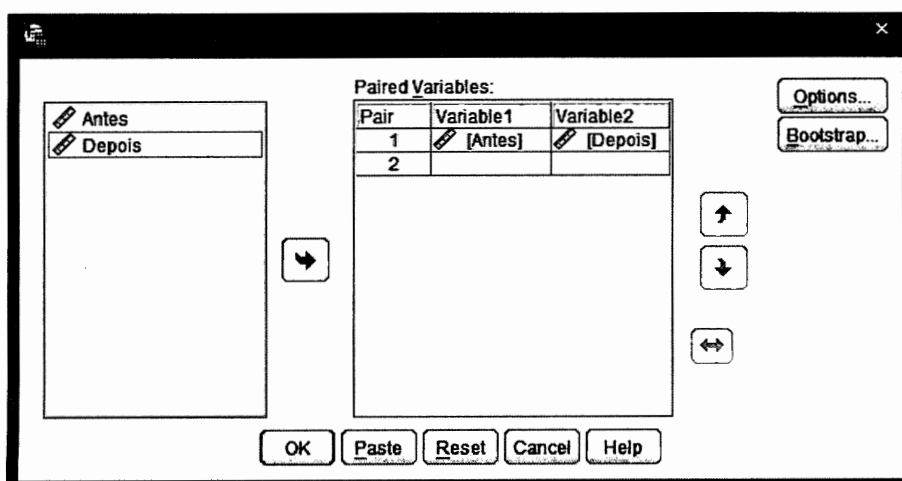 Paired Variables:
Antes
Depois
Pair Variable1 Variable2
1 [Antes] [Depois]
2
Options...
Bootstrap...
OK Paste Reset Cancel Help